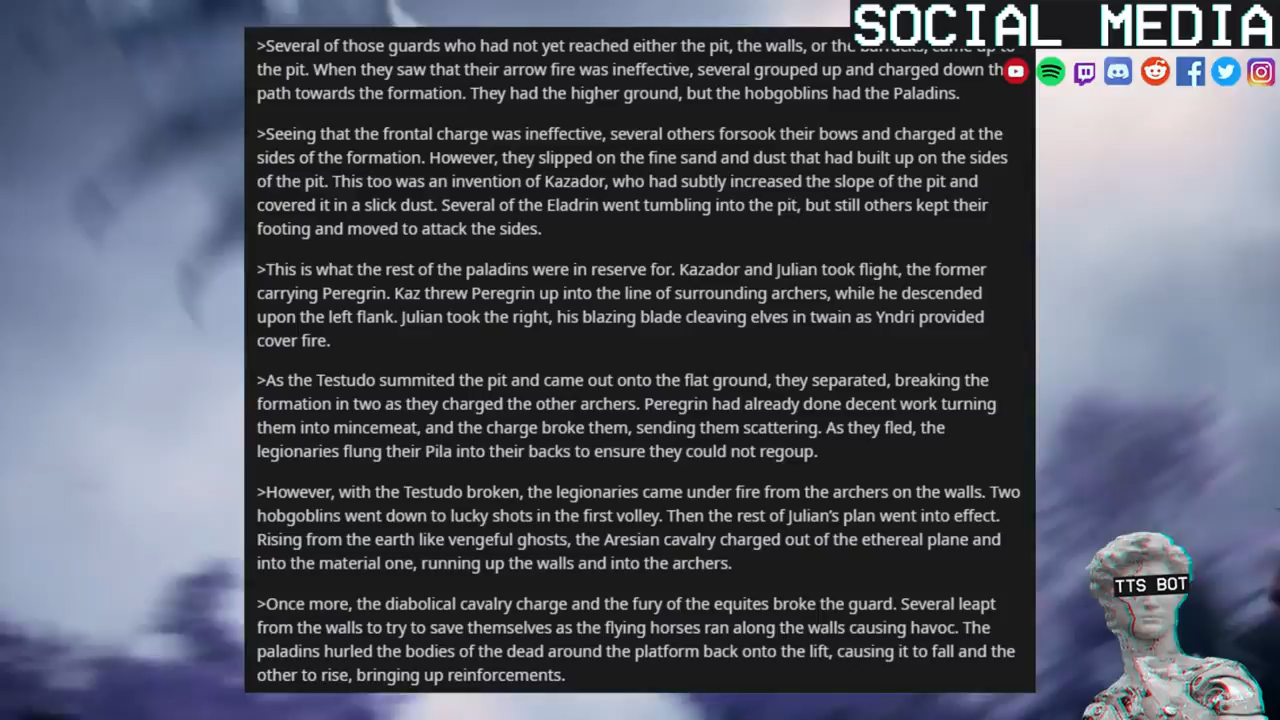 SOCIAL MEDIA
>Several of those guards who had not yet reached either the pit, the walls, or the barracks, came up to
the pit. When they saw that their arrow fire was ineffective, several grouped up and charged down the
path towards the formation. They had the higher ground, but the hobgoblins had the Paladins.
>Seeing that the frontal charge was ineffective, several others forsook their bows and charged at the
sides of the formation. However, they slipped on the fine sand and dust that had built up on the sides
of the pit. This too was an invention of Kazador, who had subtly increased the slope of the pit and
covered it in a slick dust. Several of the Eladrin went tumbling into the pit, but still others kept their
footing and moved to attack the sides.
>This is what the rest of the paladins were in reserve for. Kazador and Julian took flight, the former
carrying Peregrin. Kaz threw Peregrin up into the line of surrounding archers, while he descended
upon the left flank. Julian took the right, his blazing blade cleaving elves in twain as Yndri provided
cover fire.
>As the Testudo summited the pit and came out onto the flat ground, they separated, breaking the
formation in two as they charged the other archers. Peregrin had already done decent work turning
them into mincemeat, and the charge broke them, sending them scattering. As they fled, the
legionaries flung their Pila into their backs to ensure they could not regoup.
>However, with the Testudo broken, the legionaries came under fire from the archers on the walls. Two
hobgoblins went down to lucky shots in the first volley. Then the rest of Julian's plan went into effect.
Rising from the earth like vengeful ghosts, the Aresian cavalry charged out of the ethereal plane and
into the material one, running up the walls and into the archers.
>Once more, the diabolical cavalry charge and the fury of the equites broke the guard. Several leapt
from the walls to try to save themselves as the flying horses ran along the walls causing havoc. The
paladins hurled the bodies of the dead around the platform back onto the lift, causing it to fall and the
other to rise, bringing up reinforcements.
TTS BOT